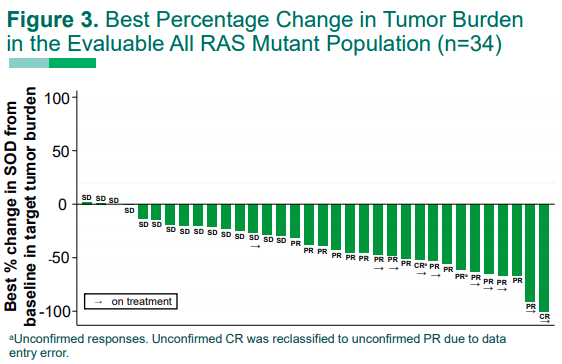 Figure 3. Best Percentage Change in Tumor Burden
in the Evaluable All RAS Mutant Population (n=34)
Best % change in SOD from
baseline in target tumor burden
100
50
0
-50
-100
SD SD SD SD SD SD SD SD SD SD SD SD SD SD SD PR PR PR PR PR PR PR PR PR CRᵃ PR PR PRᵃ PR PR PR PR PR CR
→ on treatment
ᵃUnconfirmed responses. Unconfirmed CR was reclassified to unconfirmed PR due to data
entry error.